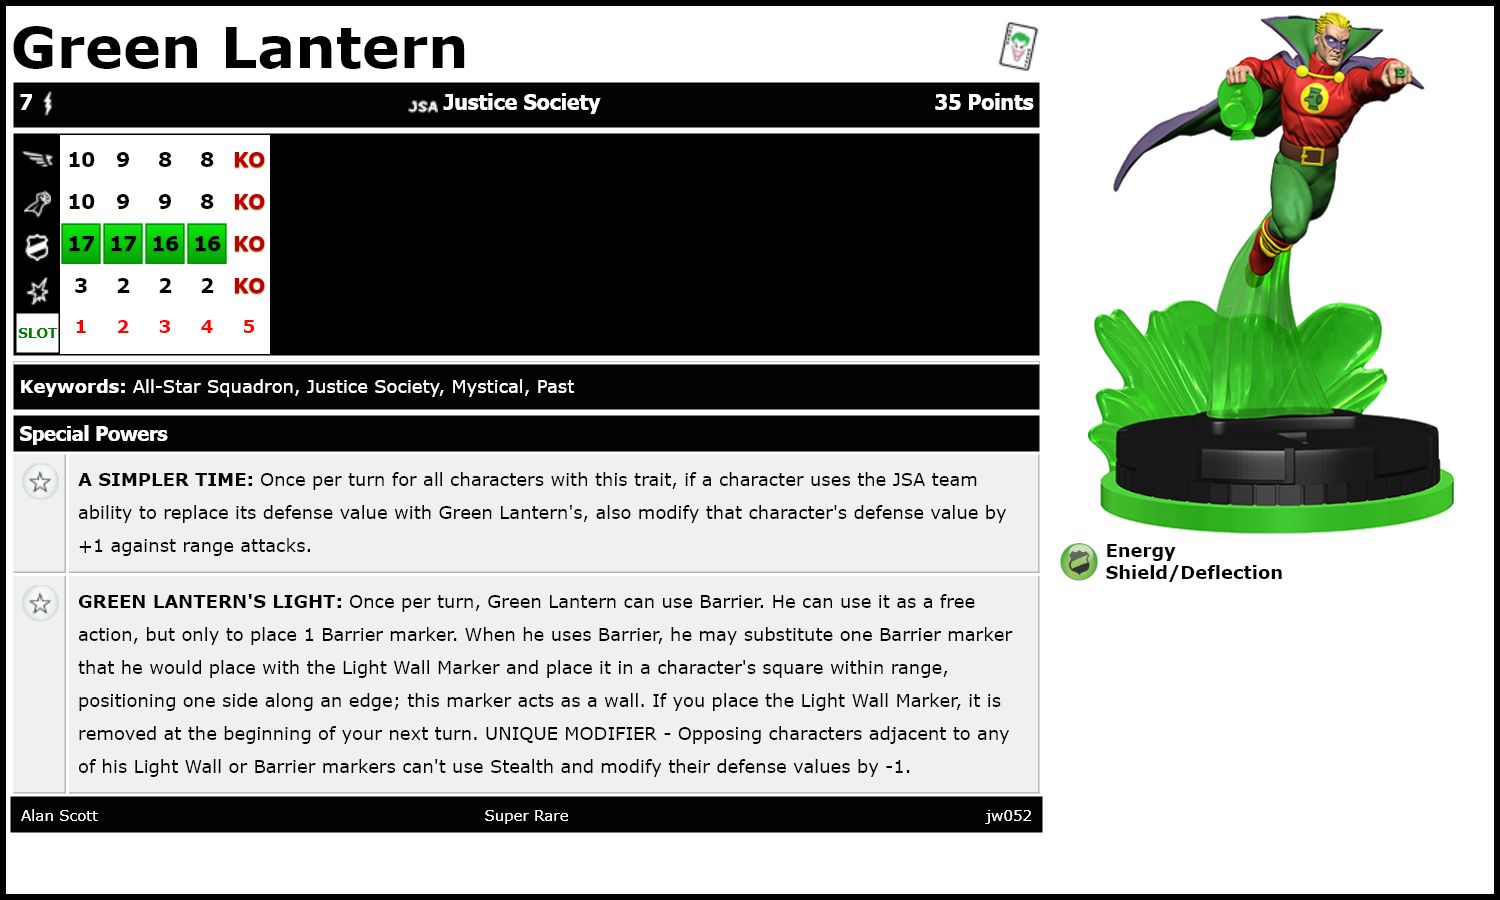 Green Lantern
7 JSA Justice Society 35 Points
10 9 8 8 KO
10 9 9 8 KO
17 17 16 16 KO
3 2 2 2 KO
SLOT 1 2 3 4 5
Keywords: All-Star Squadron, Justice Society, Mystical, Past
Special Powers
A SIMPLER TIME: Once per turn for all characters with this trait, if a character uses the JSA team
ability to replace its defense value with Green Lantern's, also modify that character's defense value by
+1 against range attacks.
GREEN LANTERN'S LIGHT: Once per turn, Green Lantern can use Barrier. He can use it as a free
action, but only to place 1 Barrier marker. When he uses Barrier, he may substitute one Barrier marker
that he would place with the Light Wall Marker and place it in a character's square within range,
positioning one side along an edge; this marker acts as a wall. If you place the Light Wall Marker, it is
removed at the beginning of your next turn. UNIQUE MODIFIER - Opposing characters adjacent to any
of his Light Wall or Barrier markers can't use Stealth and modify their defense values by -1.
Alan Scott Super Rare jw052
Energy
Shield/Deflection